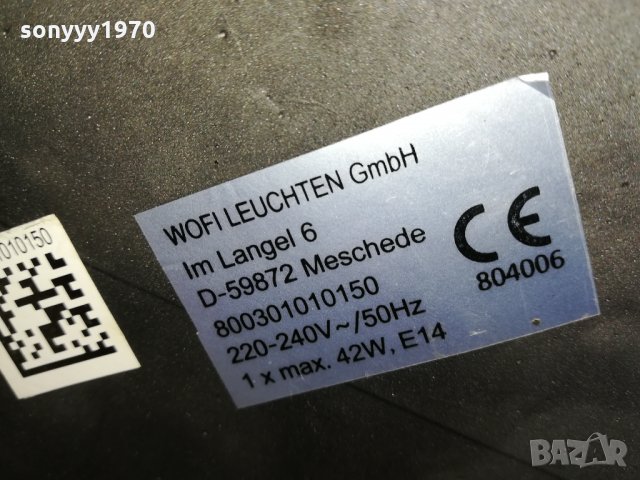 sonyyy1970
WOFI LEUCHTEN GmbH
Im Langel 6
D-59872 Meschede
800301010150
220-240V~/50Hz
1 x max. 42W, E14
CE
804006
010150
BAZAR